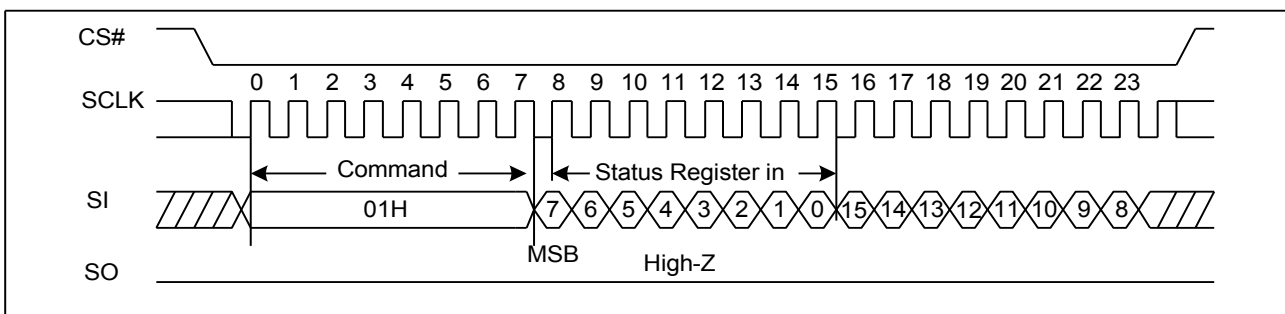 CS#
0 1 2 3 4 5 6 7 8 9 10 11 12 13 14 15 16 17 18 19 20 21 22 23
SCLK
Command Status Register in
SI 01H 7 6 5 4 3 2 1 0 15 14 13 12 11 10 9 8
MSB
SO High-Z